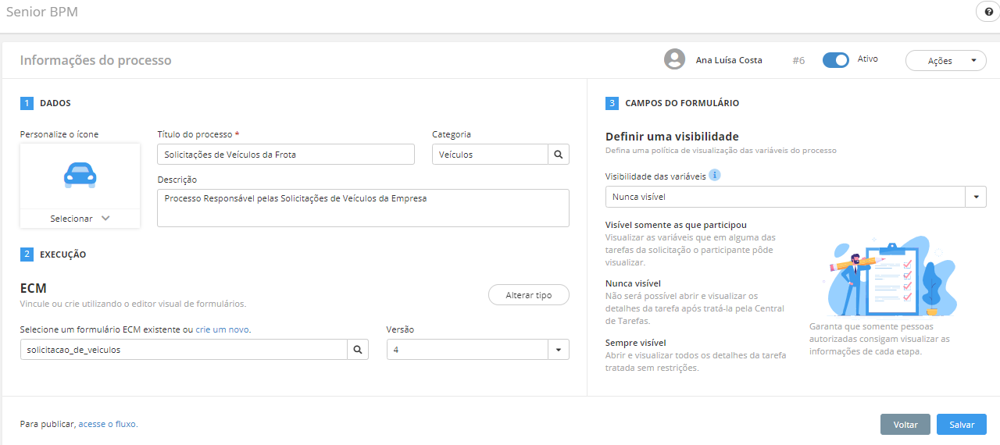 Senior BPM
Informações do processo
Ana Luísa Costa
#6
Ativo
Ações
1 DADOS
Personalize o ícone
Selecionar
Título do processo *
Solicitações de Veículos da Frota
Categoria
Veículos
Descrição
Processo Responsável pelas Solicitações de Veículos da Empresa
2 EXECUÇÃO
ECM
Vincule ou crie utilizando o editor visual de formulários.
Alterar tipo
Selecione um formulário ECM existente ou crie um novo.
solicitacao_de_veiculos
Versão
4
3 CAMPOS DO FORMULÁRIO
Definir uma visibilidade
Defina uma política de visualização das variáveis do processo
Visibilidade das variáveis i
Nunca visível
Visível somente as que participou
Visualizar as variáveis que em alguma das
tarefas da solicitação o participante pôde
visualizar.
Nunca visível
Não será possível abrir e visualizar os
detalhes da tarefa após tratá-la pela Central
de Tarefas.
Sempre visível
Abrir e visualizar todos os detalhes da tarefa
tratada sem restrições.
Garanta que somente pessoas
autorizadas consigam visualizar as
informações de cada etapa.
Para publicar, acesse o fluxo.
Voltar
Salvar